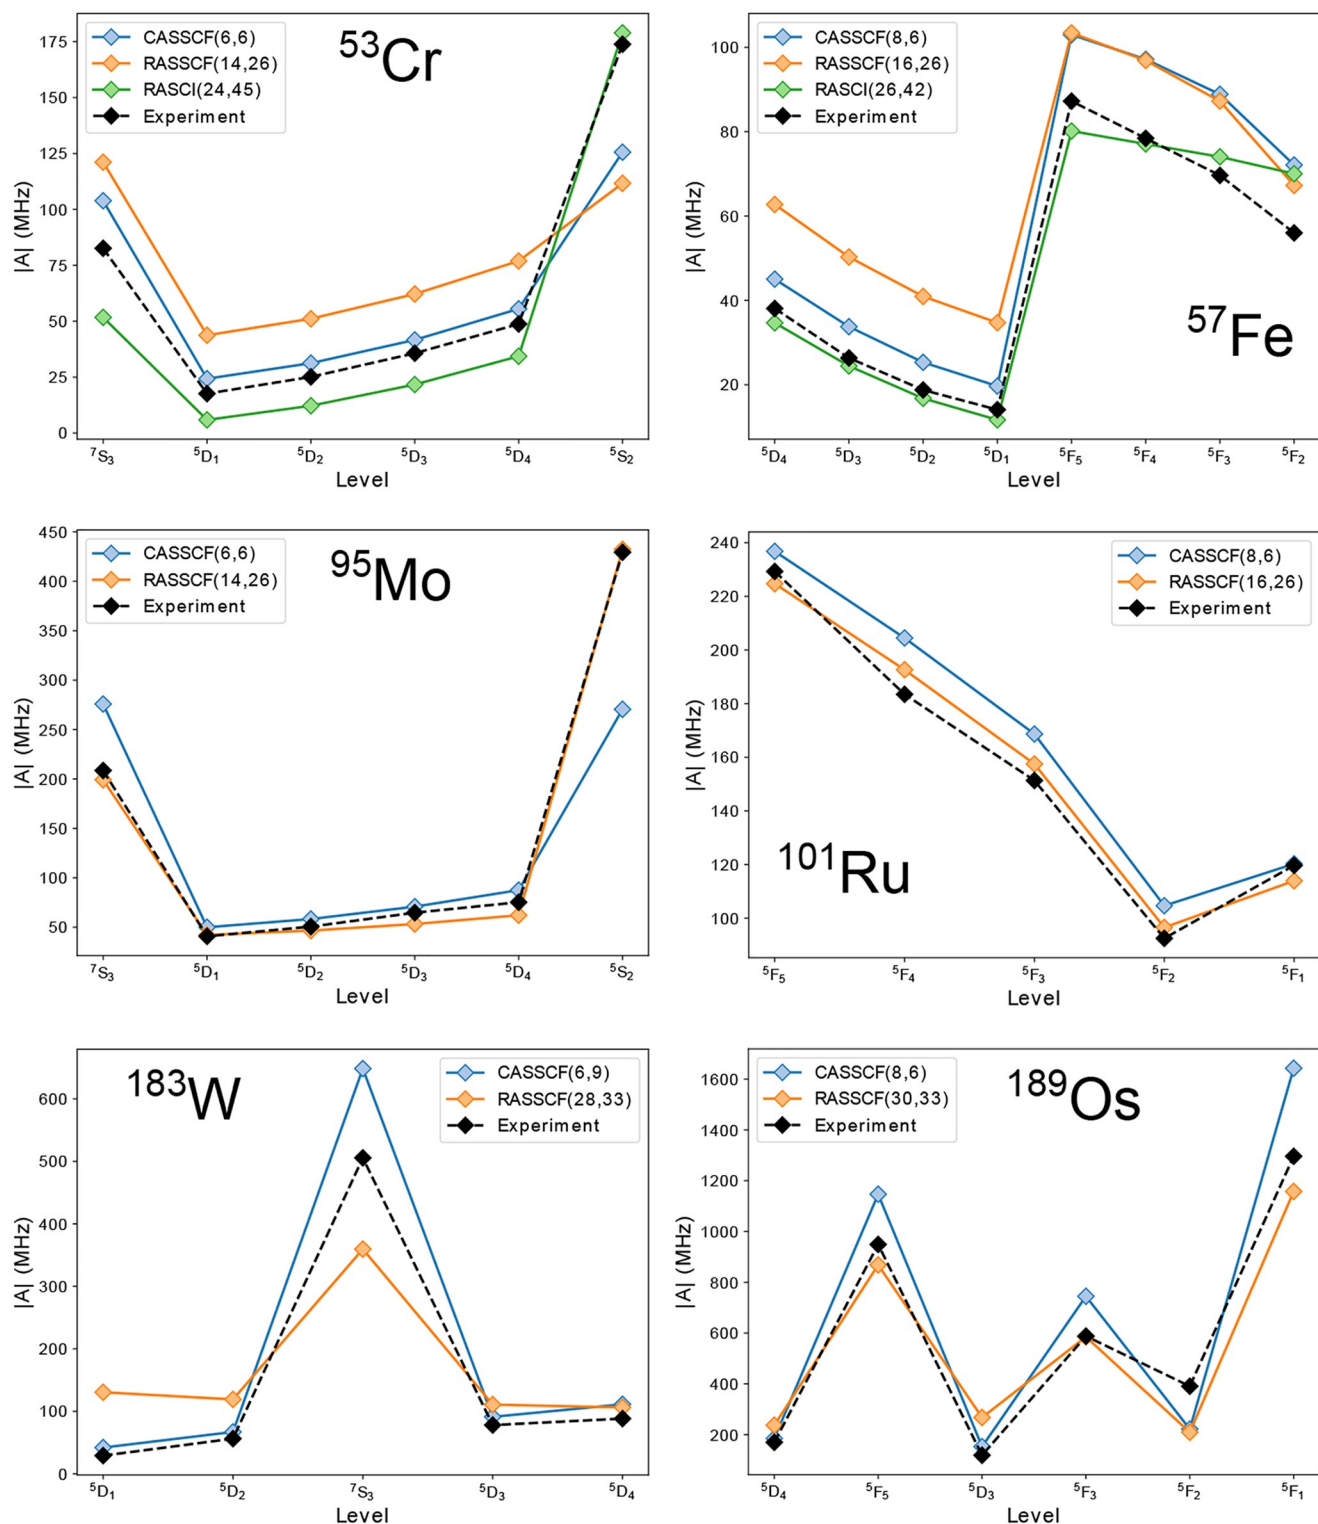 CASSCF(6,6)
RASSCF(14,26)
RASCI(24,45)
Experiment
⁵³Cr
|A| (MHz)
175
150
125
100
75
50
25
0
⁷S₃ ⁵D₁ ⁵D₂ ⁵D₃ ⁵D₄ ⁵S₂
Level
CASSCF(8,6)
RASSCF(16,26)
RASCI(26,42)
Experiment
⁵⁷Fe
|A| (MHz)
100
80
60
40
20
⁵D₄ ⁵D₃ ⁵D₂ ⁵D₁ ⁵F₅ ⁵F₄ ⁵F₃ ⁵F₂
Level
CASSCF(6,6)
RASSCF(14,26)
Experiment
⁹⁵Mo
|A| (MHz)
450
400
350
300
250
200
150
100
50
⁷S₃ ⁵D₁ ⁵D₂ ⁵D₃ ⁵D₄ ⁵S₂
Level
CASSCF(8,6)
RASSCF(16,26)
Experiment
¹⁰¹Ru
|A| (MHz)
240
220
200
180
160
140
120
100
⁵F₅ ⁵F₄ ⁵F₃ ⁵F₂ ⁵F₁
Level
¹⁸³W
CASSCF(6,9)
RASSCF(28,33)
Experiment
|A| (MHz)
600
500
400
300
200
100
0
⁵D₁ ⁵D₂ ⁷S₃ ⁵D₃ ⁵D₄
Level
CASSCF(8,6)
RASSCF(30,33)
Experiment
¹⁸⁹Os
|A| (MHz)
1600
1400
1200
1000
800
600
400
200
⁵D₄ ⁵F₅ ⁵D₃ ⁵F₃ ⁵F₂ ⁵F₁
Level